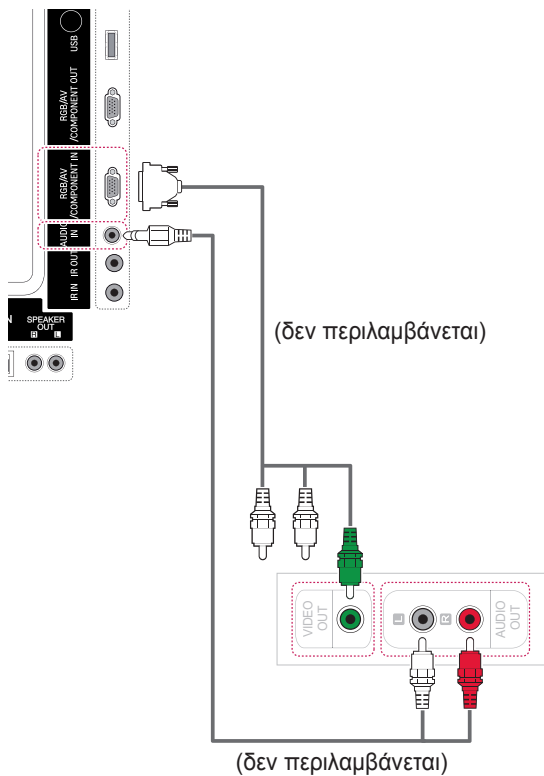 USB
RGB/AV
/COMPONENT OUT
RGB/AV
/COMPONENT IN
AUDIO
IN
IR OUT
IR IN
N
SPEAKER
OUT
R L
(δεν περιλαμβάνεται)
VIDEO
OUT
L
R
AUDIO
OUT
(δεν περιλαμβάνεται)